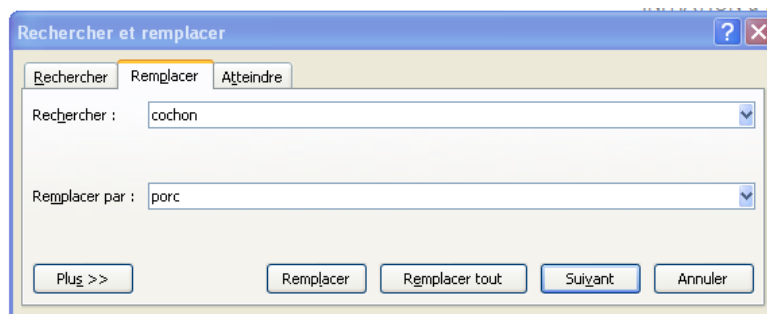 Rechercher et remplacer
Rechercher Remplacer Atteindre
Rechercher : cochon
Remplacer par : porc
Plus >> Remplacer Remplacer tout Suivant Annuler